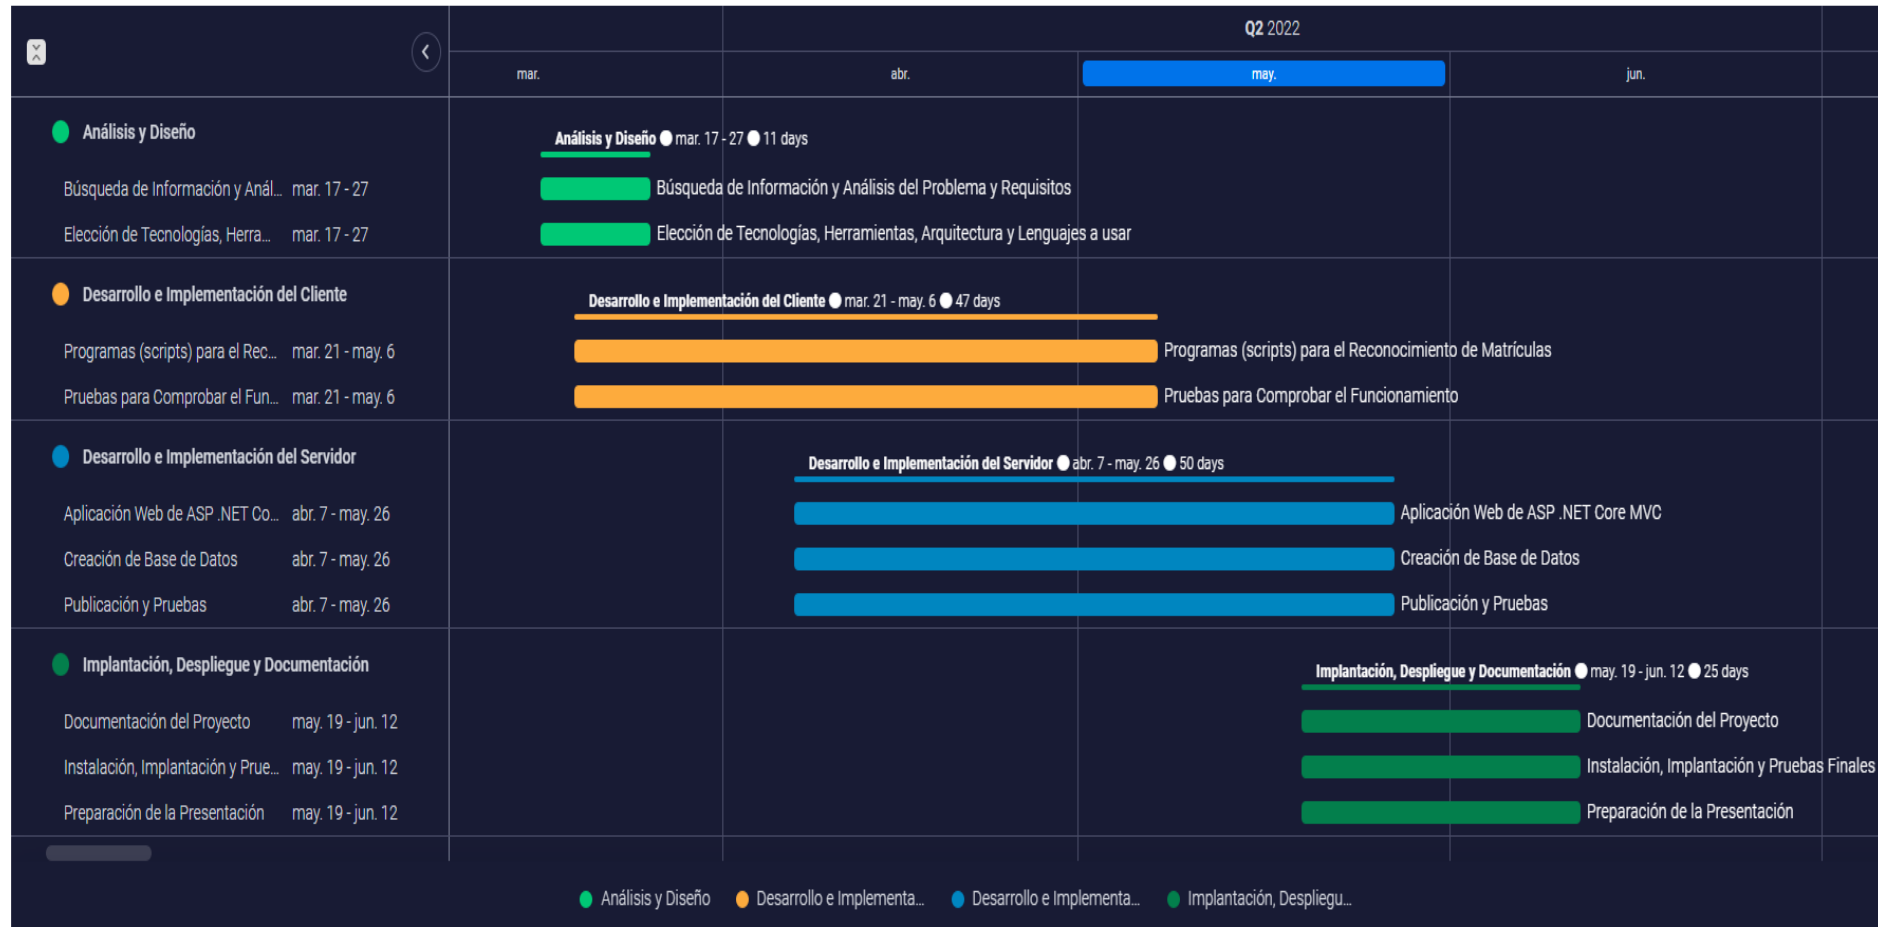 Q2 2022
mar.
abr.
may.
jun.
Análisis y Diseño
Análisis y Diseño mar. 17 - 27 11 days
Búsqueda de Información y Anál... mar. 17 - 27
Búsqueda de Información y Análisis del Problema y Requisitos
Elección de Tecnologías, Herra... mar. 17 - 27
Elección de Tecnologías, Herramientas, Arquitectura y Lenguajes a usar
Desarrollo e Implementación del Cliente
Desarrollo e Implementación del Cliente mar. 21 - may. 6 47 days
Programas (scripts) para el Rec... mar. 21 - may. 6
Programas (scripts) para el Reconocimiento de Matrículas
Pruebas para Comprobar el Fun... mar. 21 - may. 6
Pruebas para Comprobar el Funcionamiento
Desarrollo e Implementación del Servidor
Desarrollo e Implementación del Servidor abr. 7 - may. 26 50 days
Aplicación Web de ASP .NET Co... abr. 7 - may. 26
Aplicación Web de ASP .NET Core MVC
Creación de Base de Datos abr. 7 - may. 26
Creación de Base de Datos
Publicación y Pruebas abr. 7 - may. 26
Publicación y Pruebas
Implantación, Despliegue y Documentación
Implantación, Despliegue y Documentación may. 19 - jun. 12 25 days
Documentación del Proyecto may. 19 - jun. 12
Documentación del Proyecto
Instalación, Implantación y Prue... may. 19 - jun. 12
Instalación, Implantación y Pruebas Finales
Preparación de la Presentación may. 19 - jun. 12
Preparación de la Presentación
Análisis y Diseño
Desarrollo e Implementa...
Desarrollo e Implementa...
Implantación, Despliegu...